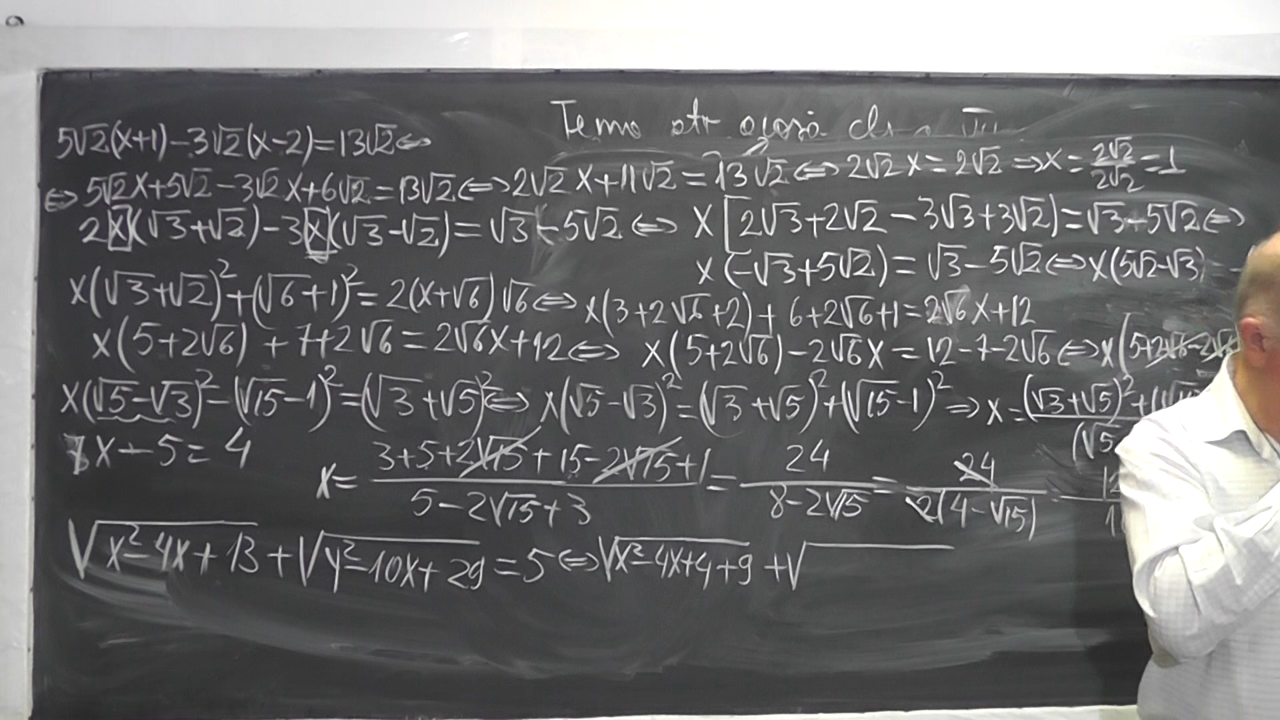 Tema
5√2(x+1)-3√2(x-2)=13√2⇔
⇔ 5√2x+5√2-3√2x+6√2=13√2⇔2√2x+11√2=13√2⇔2√2x=2√2⇒x=2√2/2√2=1
2x(√3+√2)-3x(√3-√2)=√3-5√2⇔ x[2√3+2√2-3√3+3√2)=√3-5√2⇔
x(-√3+5√2)=√3-5√2⇔x(5√2-√3)
x(√3+√2)²+(√6+1)²=2(x+√6)√6⇔x(3+2√6+2)+6+2√6+1=2√6x+12
x(5+2√6)+7+2√6=2√6x+12⇔ x(5+2√6)-2√6x=12-7-2√6⇔x(5+2√6-2√6
x(√5-√3)²-(√15-1)²=(√3+√5)²⇔ x(√5-√3)²=(√3+√5)²+(√15-1)²⇒x=(√3+√5)²+(√15/(√5
x-5=4
x=(3+5+2√15+15-2√15+1)/(5-2√15+3)=24/(8-2√15)=24/(2(4-√15))
√(x²-4x+13)+√(y²-10x+29)=5⇔√(x²-4x+4+9)+√